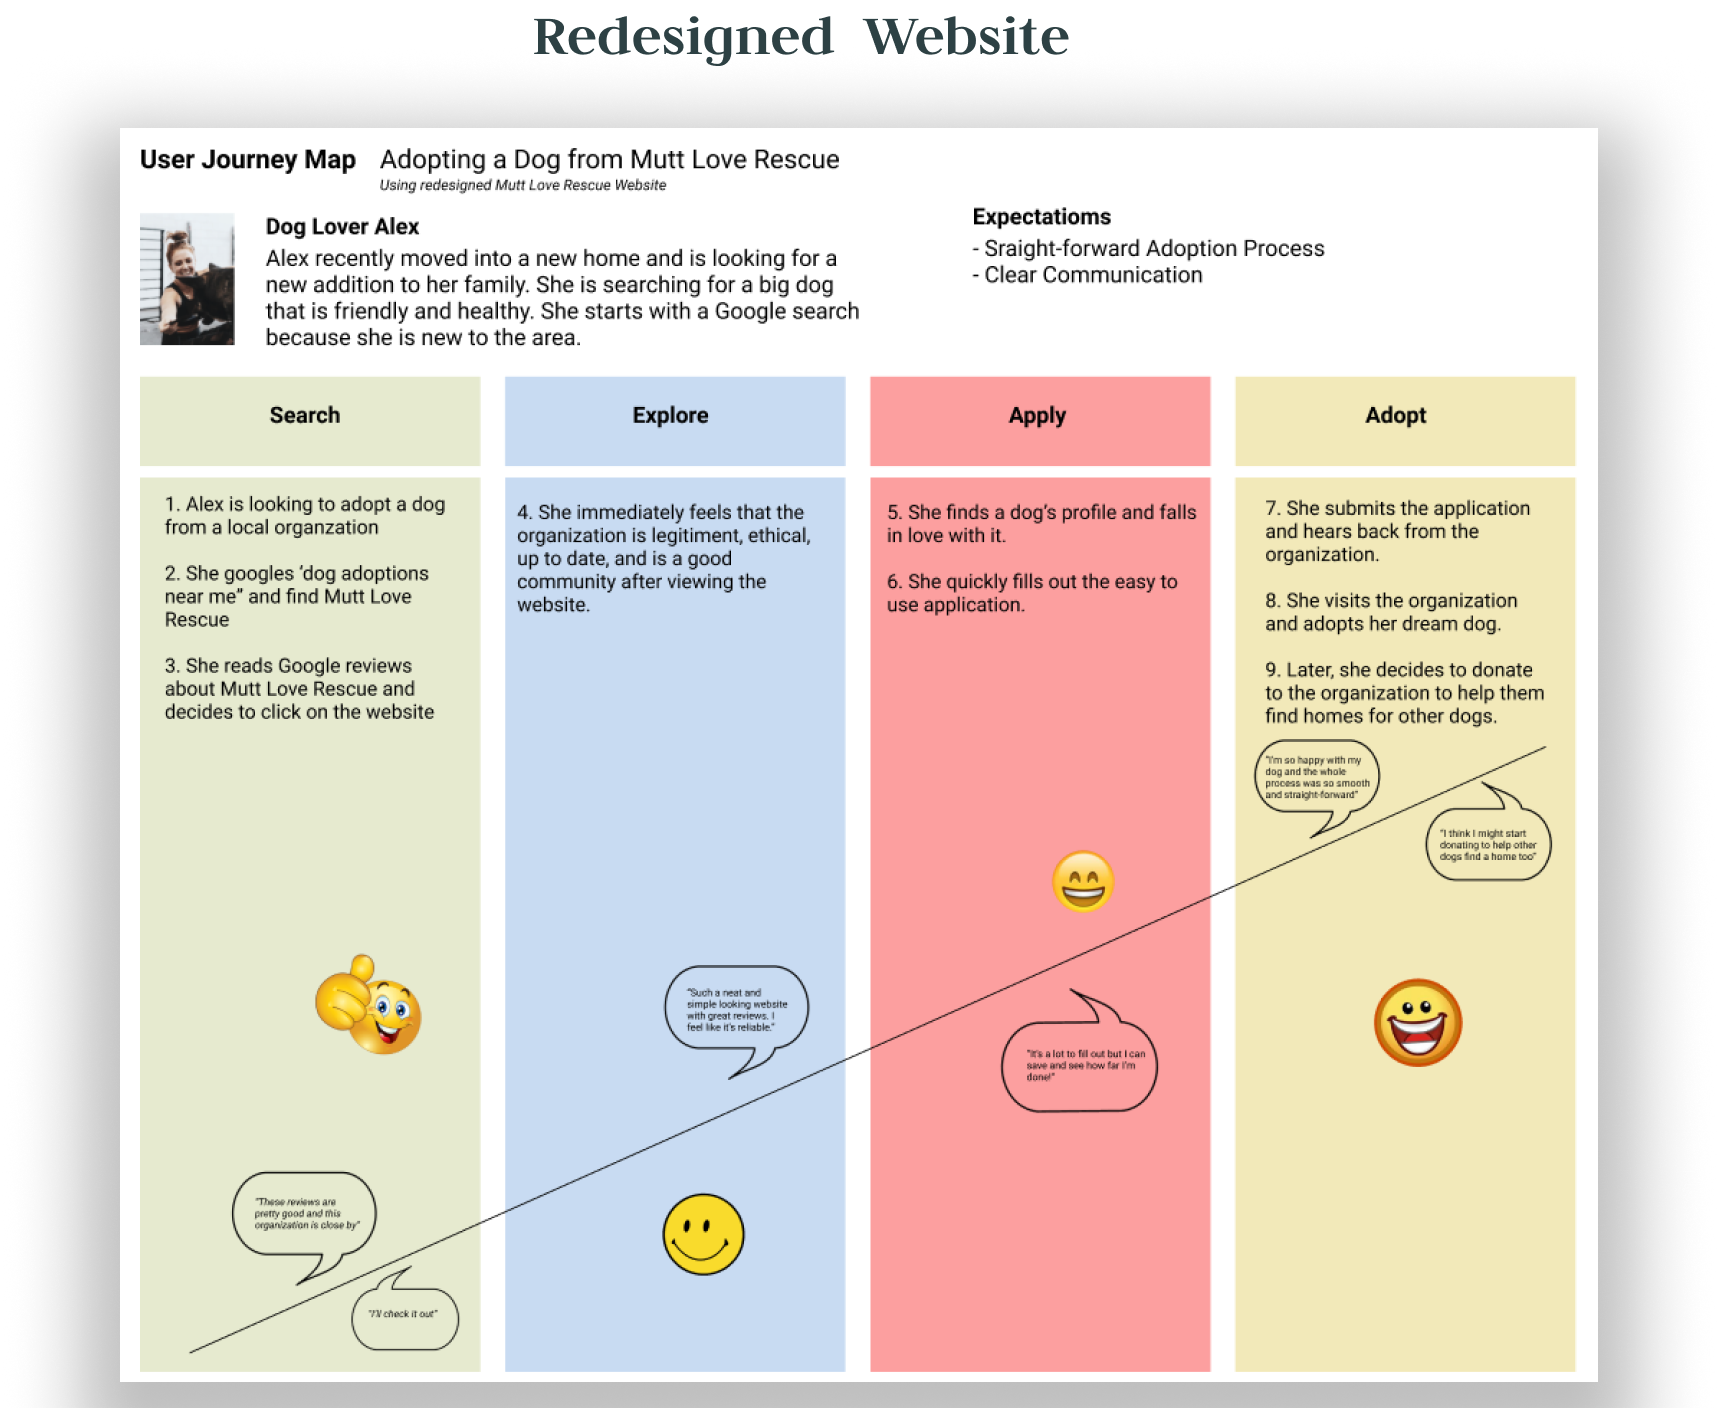 Redesigned Website
User Journey Map Adopting a Dog from Mutt Love Rescue
Using redesigned Mutt Love Rescue Website
Dog Lover Alex
Alex recently moved into a new home and is looking for a
new addition to her family. She is searching for a big dog
that is friendly and healthy. She starts with a Google search
because she is new to the area.
Expectatioms
- Sraight-forward Adoption Process
- Clear Communication
Search
1. Alex is looking to adopt a dog
from a local organzation
2. She googles ‘dog adoptions
near me” and find Mutt Love
Rescue
3. She reads Google reviews
about Mutt Love Rescue and
decides to click on the website
"These reviews are
pretty good and this
organization is close by"
"I'll check it out"
Explore
4. She immediately feels that the
organization is legitiment, ethical,
up to date, and is a good
community after viewing the
website.
"Such a neat and
simple looking website
with great reviews. I
feel like it's reliable."
Apply
5. She finds a dog’s profile and falls
in love with it.
6. She quickly fills out the easy to
use application.
"It's a lot to fill out but I can
save and see how far I'm
done!"
Adopt
7. She submits the application
and hears back from the
organization.
8. She visits the organization
and adopts her dream dog.
9. Later, she decides to donate
to the organization to help them
find homes for other dogs.
"I'm so happy with my
dog and the whole
process was so smooth
and straight-forward"
"I think I might start
donating to help other
dogs find a home too"